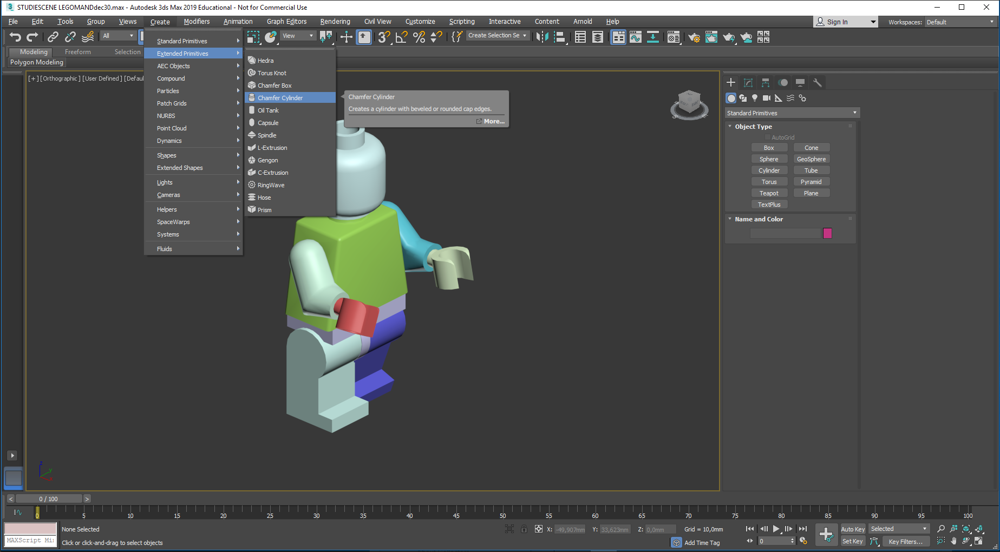 STUDIESCENE LEGOMANDdec30.max - Autodesk 3ds Max 2019 Educational - Not for Commercial Use
File Edit Tools Group Views Create Modifiers Animation Graph Editors Rendering Civil View Customize Scripting Interactive Content Arnold Help
Sign In
Workspaces: Default
All
View
Create Selection Se
Modeling Freeform Selection
Polygon Modeling
[+] [Orthographic] [User Defined] [Defau
Standard Primitives
Extended Primitives
AEC Objects
Compound
Particles
Patch Grids
NURBS
Point Cloud
Dynamics
Shapes
Extended Shapes
Lights
Cameras
Helpers
SpaceWarps
Systems
Fluids
Hedra
Torus Knot
Chamfer Box
Chamfer Cylinder
Oil Tank
Capsule
Spindle
L-Extrusion
Gengon
C-Extrusion
RingWave
Hose
Prism
Chamfer Cylinder
Creates a cylinder with beveled or rounded cap edges.
More...
Standard Primitives
Object Type
AutoGrid
Box Cone
Sphere GeoSphere
Cylinder Tube
Torus Pyramid
Teapot Plane
TextPlus
Name and Color
z
y
< 0 / 100 >
0 5 10 15 20 25 30 35 40 45 50 55 60 65 70 75 80 85 90 95 100
None Selected
X: -49,907mm Y: 33,623mm Z: 0,0mm Grid = 10,0mm
Auto Key Selected
MAXScript Mi
Click or click-and-drag to select objects
Add Time Tag
0
Set Key Key Filters...